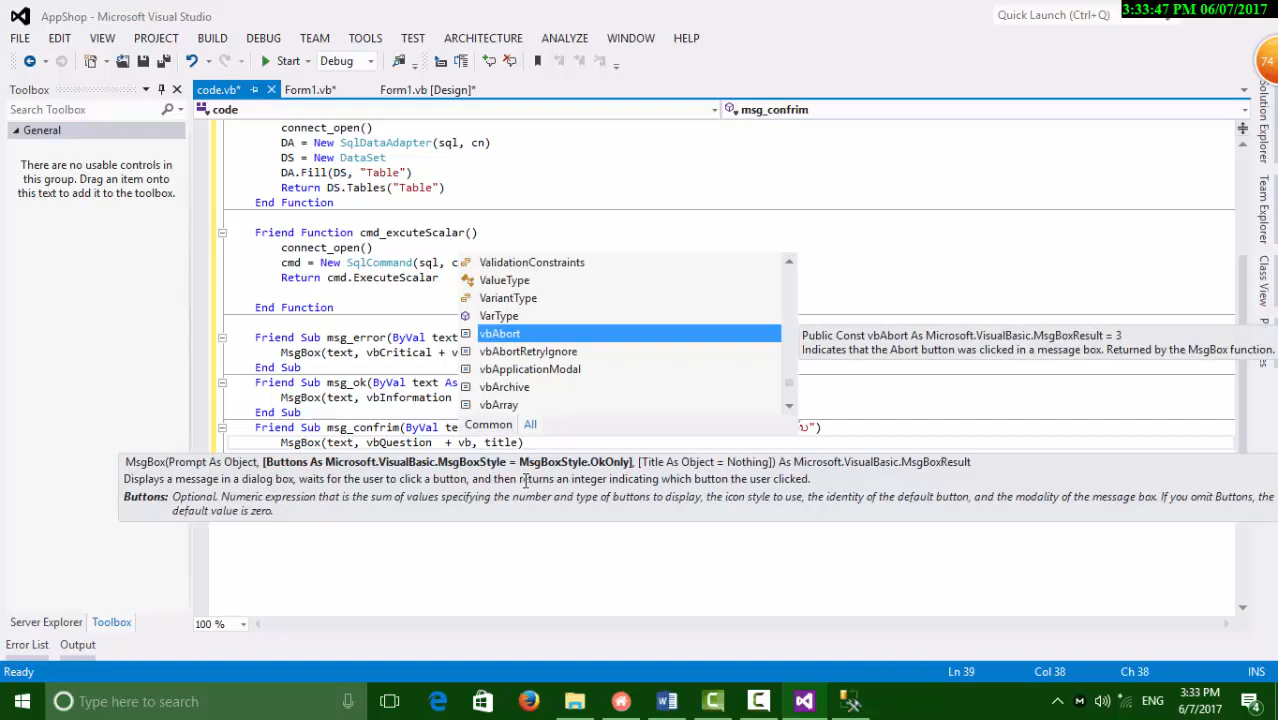 AppShop - Microsoft Visual Studio
Quick Launch (Ctrl+Q)
3:33:47 PM 06/07/2017
FILE EDIT VIEW PROJECT BUILD DEBUG TEAM TOOLS TEST ARCHITECTURE ANALYZE WINDOW HELP
Start Debug
74
Toolbox
code.vb* Form1.vb* Form1.vb [Design]*
Search Toolbox
code msg_confrim
General
There are no usable controls in
this group. Drag an item onto
this text to add it to the toolbox.
connect_open()
DA = New SqlDataAdapter(sql, cn)
DS = New DataSet
DA.Fill(DS, "Table")
Return DS.Tables("Table")
End Function
Friend Function cmd_excuteScalar()
connect_open()
cmd = New SqlCommand(sql, c
Return cmd.ExecuteScalar
End Function
Friend Sub msg_error(ByVal text
MsgBox(text, vbCritical + v
End Sub
Friend Sub msg_ok(ByVal text As
MsgBox(text, vbInformation
End Sub
Friend Sub msg_confrim(ByVal te
MsgBox(text, vbQuestion + vb, title)
ValidationConstraints
ValueType
VariantType
VarType
vbAbort
vbAbortRetryIgnore
vbApplicationModal
vbArchive
vbArray
Common All
Public Const vbAbort As Microsoft.VisualBasic.MsgBoxResult = 3
Indicates that the Abort button was clicked in a message box. Returned by the MsgBox function.
MsgBox(Prompt As Object, [Buttons As Microsoft.VisualBasic.MsgBoxStyle = MsgBoxStyle.OkOnly], [Title As Object = Nothing]) As Microsoft.VisualBasic.MsgBoxResult
Displays a message in a dialog box, waits for the user to click a button, and then returns an integer indicating which button the user clicked.
Buttons: Optional. Numeric expression that is the sum of values specifying the number and type of buttons to display, the icon style to use, the identity of the default button, and the modality of the message box. If you omit Buttons, the
default value is zero.
Solution Explorer
Team Explorer
Class View
Server Explorer Toolbox
100 %
Error List Output
Ready
Ln 39 Col 38 Ch 38 INS
Type here to search
ENG
3:33 PM
6/7/2017
4